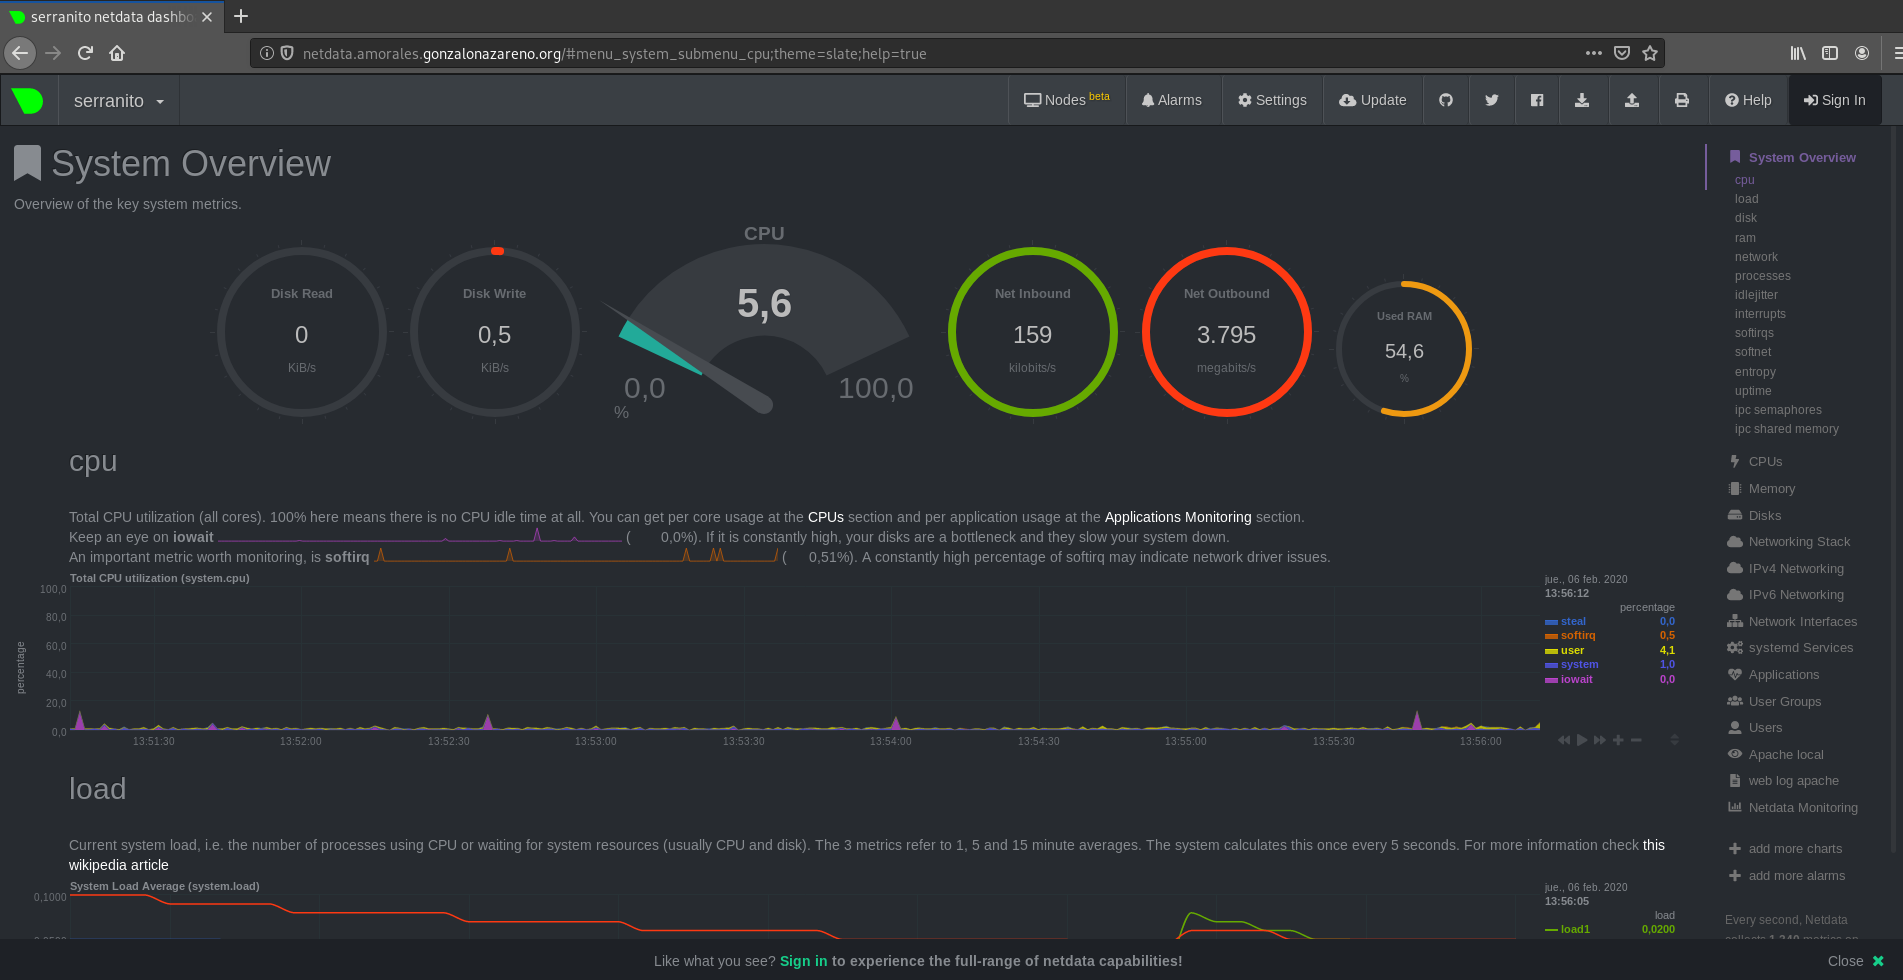 serranito netdata dashbo
netdata.amorales.gonzalonazareno.org/#menu_system_submenu_cpu;theme=slate;help=true
serranito
Nodes beta
Alarms
Settings
Update
Help
Sign In
System Overview
Overview of the key system metrics.
Disk Read
0
KiB/s
Disk Write
0,5
KiB/s
CPU
5,6
0,0
100,0
%
Net Inbound
159
kilobits/s
Net Outbound
3.795
megabits/s
Used RAM
54,6
%
cpu
Total CPU utilization (all cores). 100% here means there is no CPU idle time at all. You can get per core usage at the CPUs section and per application usage at the Applications Monitoring section.
Keep an eye on iowait ( 0,0%). If it is constantly high, your disks are a bottleneck and they slow your system down.
An important metric worth monitoring, is softirq ( 0,51%). A constantly high percentage of softirq may indicate network driver issues.
Total CPU utilization (system.cpu)
percentage
100,0
80,0
60,0
40,0
20,0
0,0
13:51:30 13:52:00 13:52:30 13:53:00 13:53:30 13:54:00 13:54:30 13:55:00 13:55:30 13:56:00
jue., 06 feb. 2020
13:56:12
percentage
steal 0,0
softirq 0,5
user 4,1
system 1,0
iowait 0,0
load
Current system load, i.e. the number of processes using CPU or waiting for system resources (usually CPU and disk). The 3 metrics refer to 1, 5 and 15 minute averages. The system calculates this once every 5 seconds. For more information check this
wikipedia article
System Load Average (system.load)
0,1000
jue., 06 feb. 2020
13:56:05
load
load1 0,0200
System Overview
cpu
load
disk
ram
network
processes
idlejitter
interrupts
softirqs
softnet
entropy
uptime
ipc semaphores
ipc shared memory
CPUs
Memory
Disks
Networking Stack
IPv4 Networking
IPv6 Networking
Network Interfaces
systemd Services
Applications
User Groups
Users
Apache local
web log apache
Netdata Monitoring
add more charts
add more alarms
Every second, Netdata
Like what you see? Sign in to experience the full-range of netdata capabilities!
Close